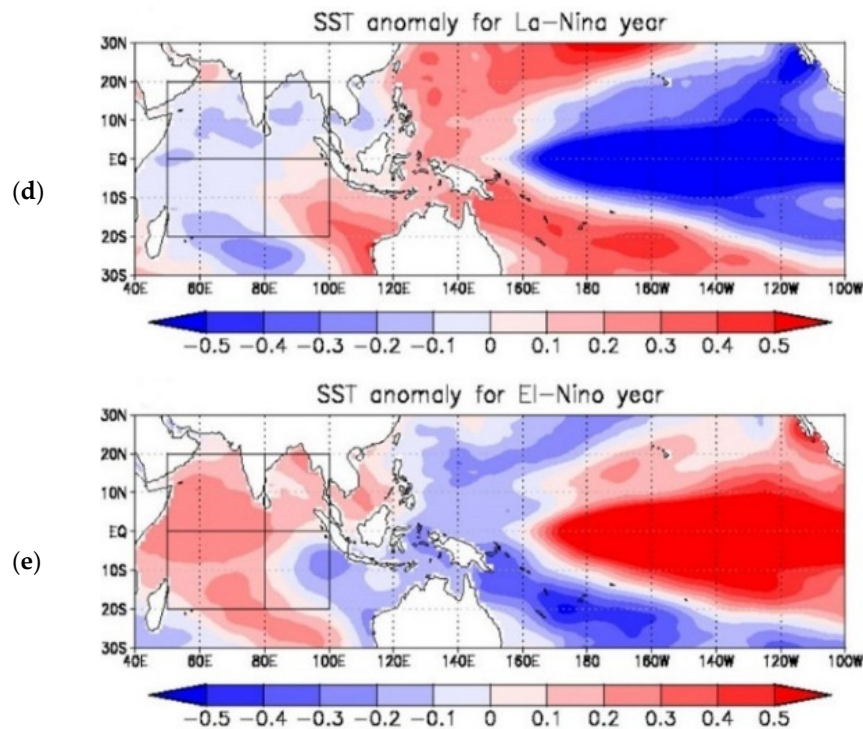 SST anomaly for La-Nina year
(d)
30N
20N
10N
EQ
10S
20S
30S
40E 60E 80E 100E 120E 140E 160E 180 160W 140W 120W 100W
-0.5 -0.4 -0.3 -0.2 -0.1 0 0.1 0.2 0.3 0.4 0.5
SST anomaly for El-Nino year
(e)
30N
20N
10N
EQ
10S
20S
30S
40E 60E 80E 100E 120E 140E 160E 180 160W 140W 120W 100W
-0.5 -0.4 -0.3 -0.2 -0.1 0 0.1 0.2 0.3 0.4 0.5